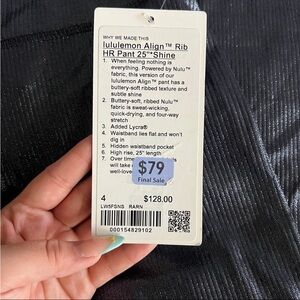 WHY WE MADE THIS
lululemon Align™ Rib
HR Pant 25"*Shine
1. When feeling nothing is
everything. Powered by Nulu™
fabric, this version of our
lululemon Align™ pant has a
buttery-soft ribbed texture and
subtle shine
2. Buttery-soft, ribbed Nulu™
fabric is sweat-wicking,
quick-drying, and four-way
stretch
3. Added Lycra®
4. Waistband lies flat and won't
dig in
5. Hidden waistband pocket
6. High rise, 25" length
7. Over time
will take
well-love
$79
Final Sale
4 $128.00
LW5FSNS RARN
000154829102